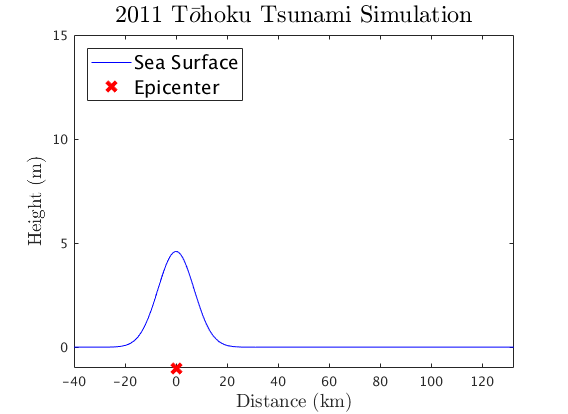 2011 Tōhoku Tsunami Simulation
15
Sea Surface
Epicenter
10
Height (m)
5
0
-40 -20 0 20 40 60 80 100 120
Distance (km)